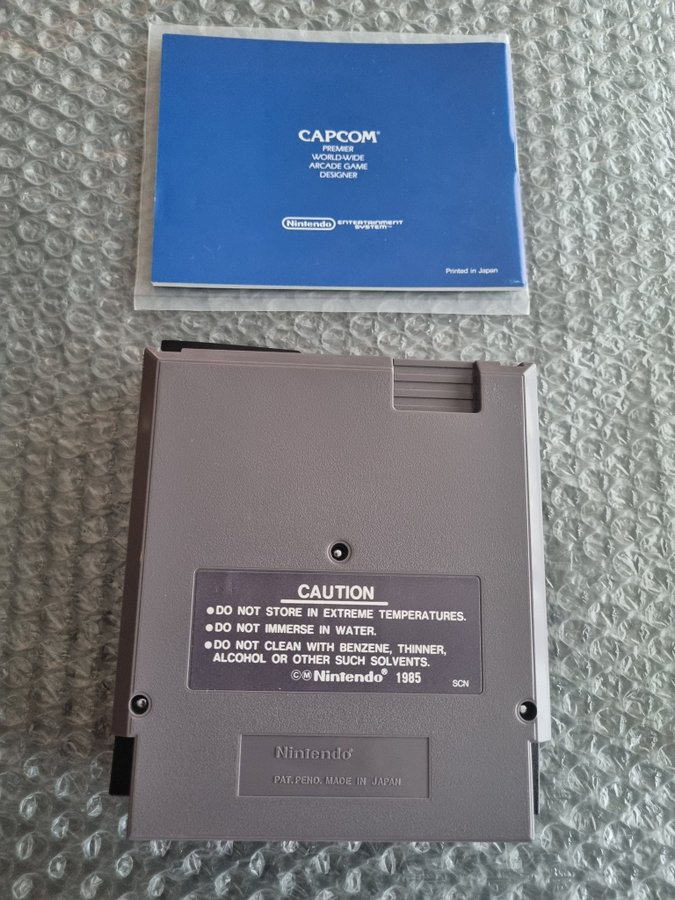 CAPCOM®
PREMIER
WORLD-WIDE
ARCADE GAME
DESIGNER
Nintendo ENTERTAINMENT
SYSTEM™
Printed in Japan
CAUTION
●DO NOT STORE IN EXTREME TEMPERATURES.
●DO NOT IMMERSE IN WATER.
●DO NOT CLEAN WITH BENZENE, THINNER,
ALCOHOL OR OTHER SUCH SOLVENTS.
©Ⓜ Nintendo® 1985
SCN
Nintendo®
PAT. PEND. MADE IN JAPAN